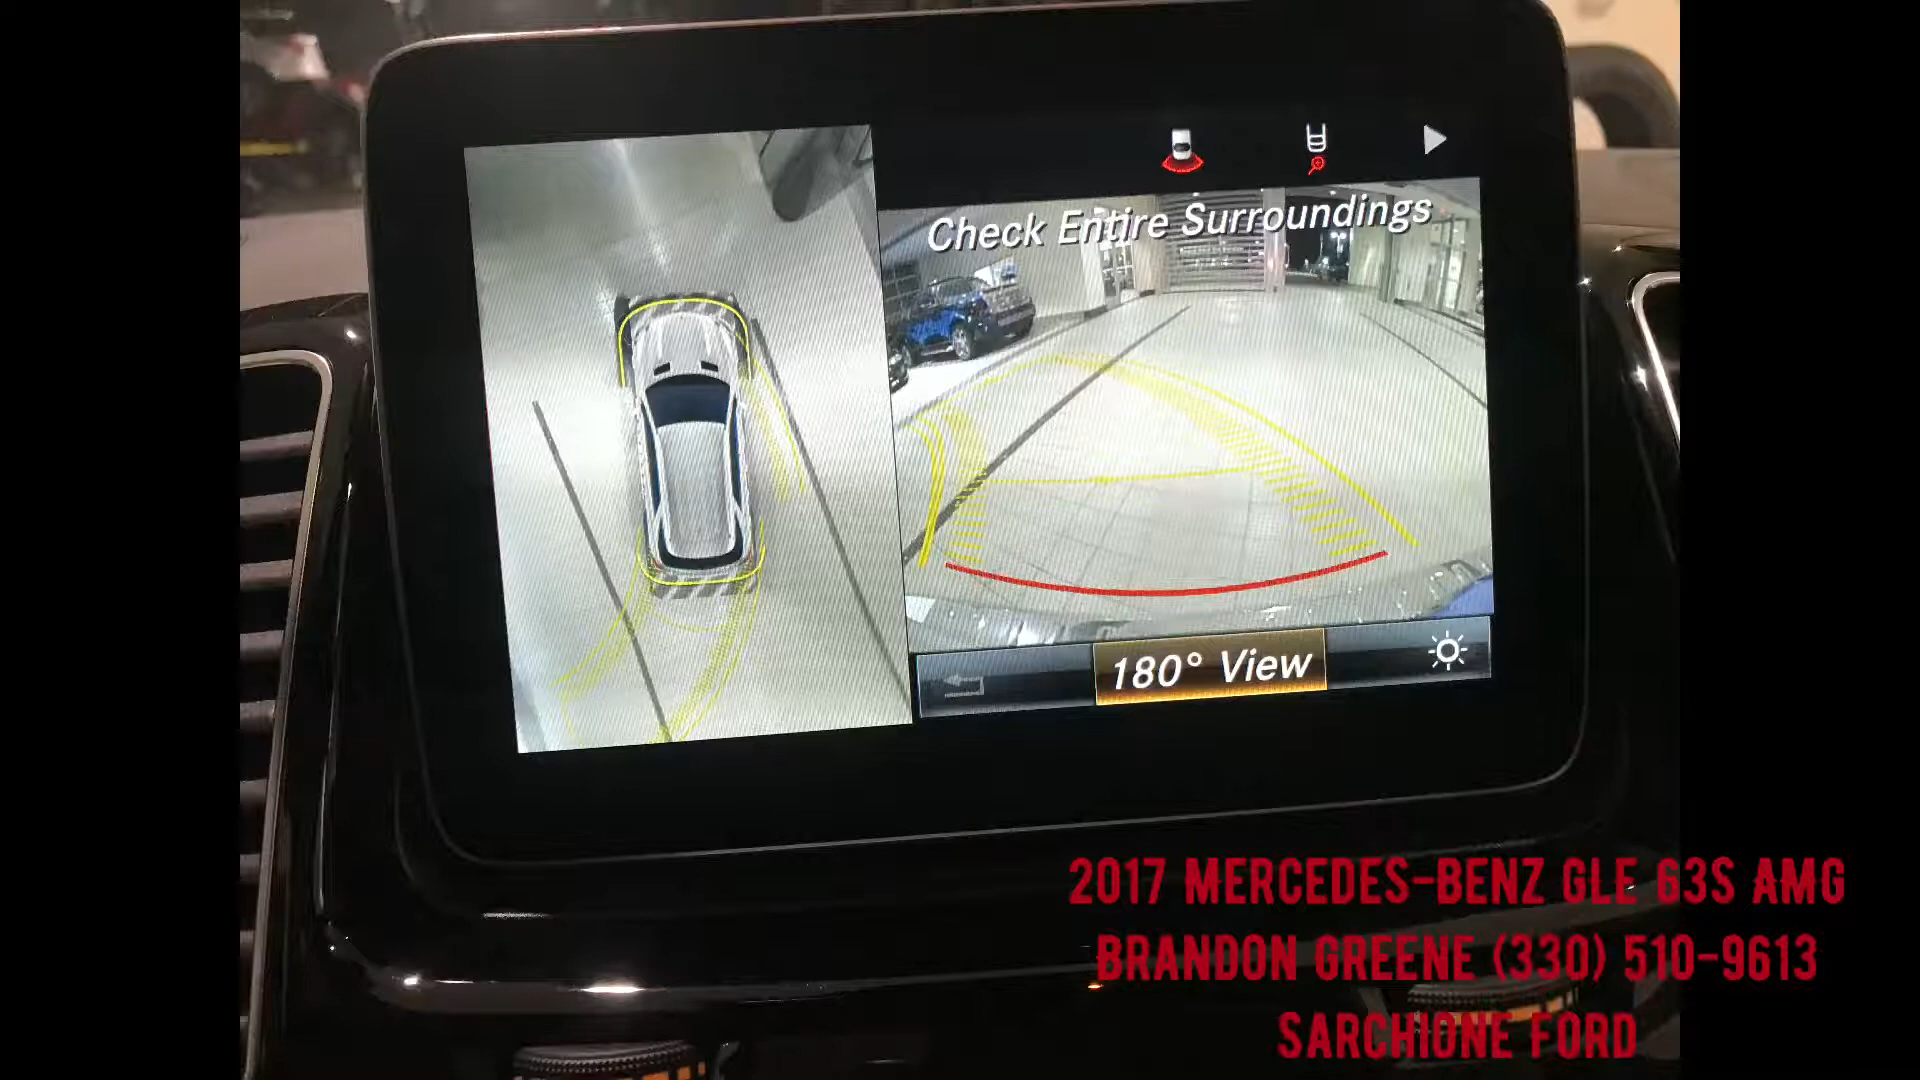 Check Entire Surroundings
180° View
2017 MERCEDES-BENZ GLE 63S AMG
BRANDON GREENE (330) 510-9613
SARCHIONE FORD